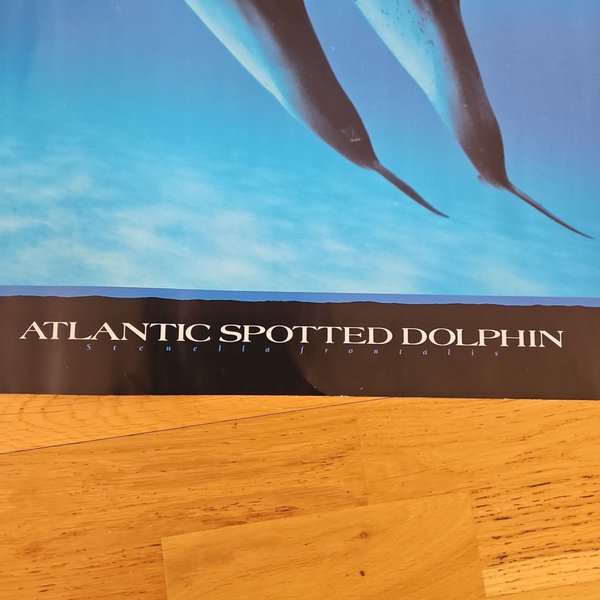 ATLANTIC SPOTTED DOLPHIN
Stenella frontalis